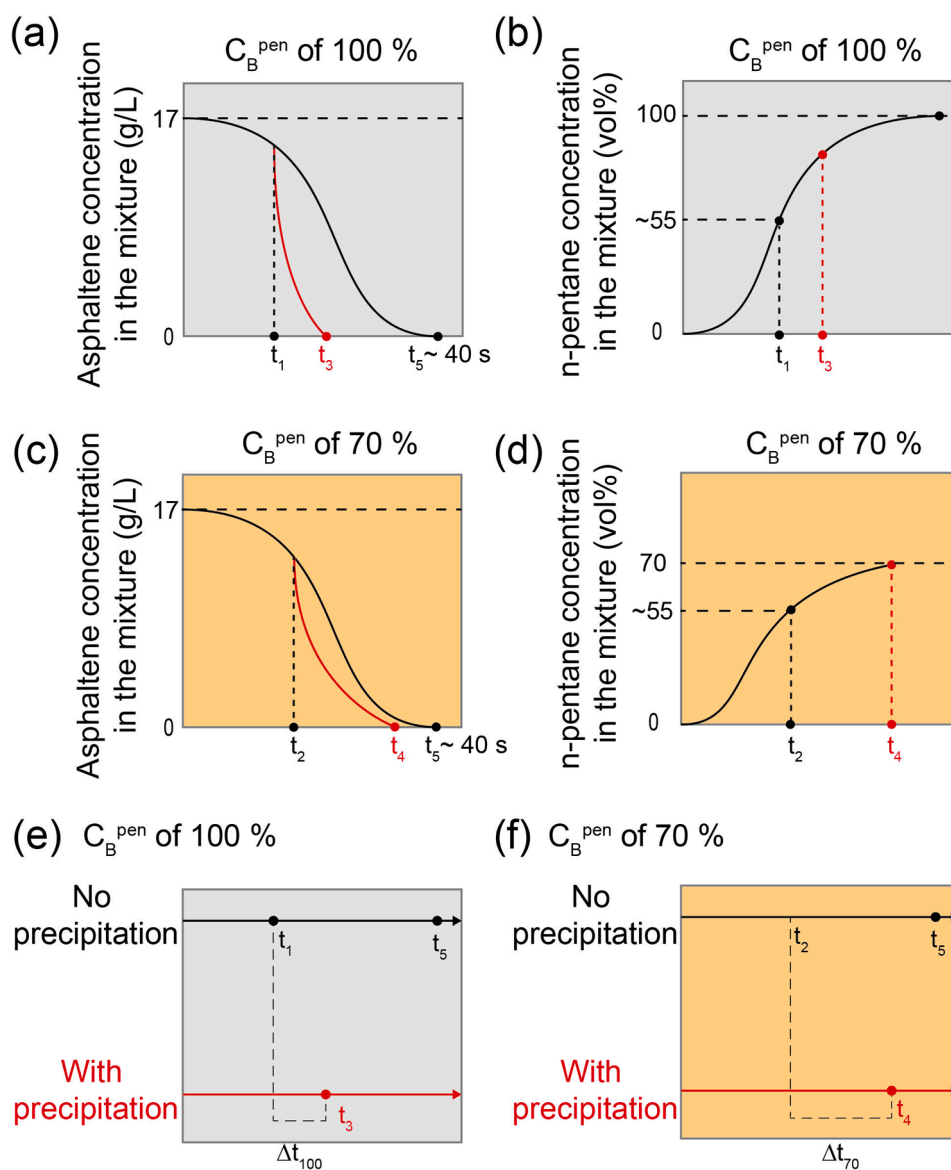 (a)
C_B^pen of 100 %
Asphaltene concentration
in the mixture (g/L)
17
0
t₁
t₃
t₅~ 40 s
(b)
C_B^pen of 100 %
n-pentane concentration
in the mixture (vol%)
100
~55
0
t₁
t₃
(c)
C_B^pen of 70 %
Asphaltene concentration
in the mixture (g/L)
17
0
t₂
t₄
t₅~ 40 s
(d)
C_B^pen of 70 %
n-pentane concentration
in the mixture (vol%)
70
~55
0
t₂
t₄
(e) C_B^pen of 100 %
No
precipitation
t₁
t₅
With
precipitation
t₃
Δt₁₀₀
(f) C_B^pen of 70 %
No
precipitation
t₂
t₅
With
precipitation
t₄
Δt₇₀